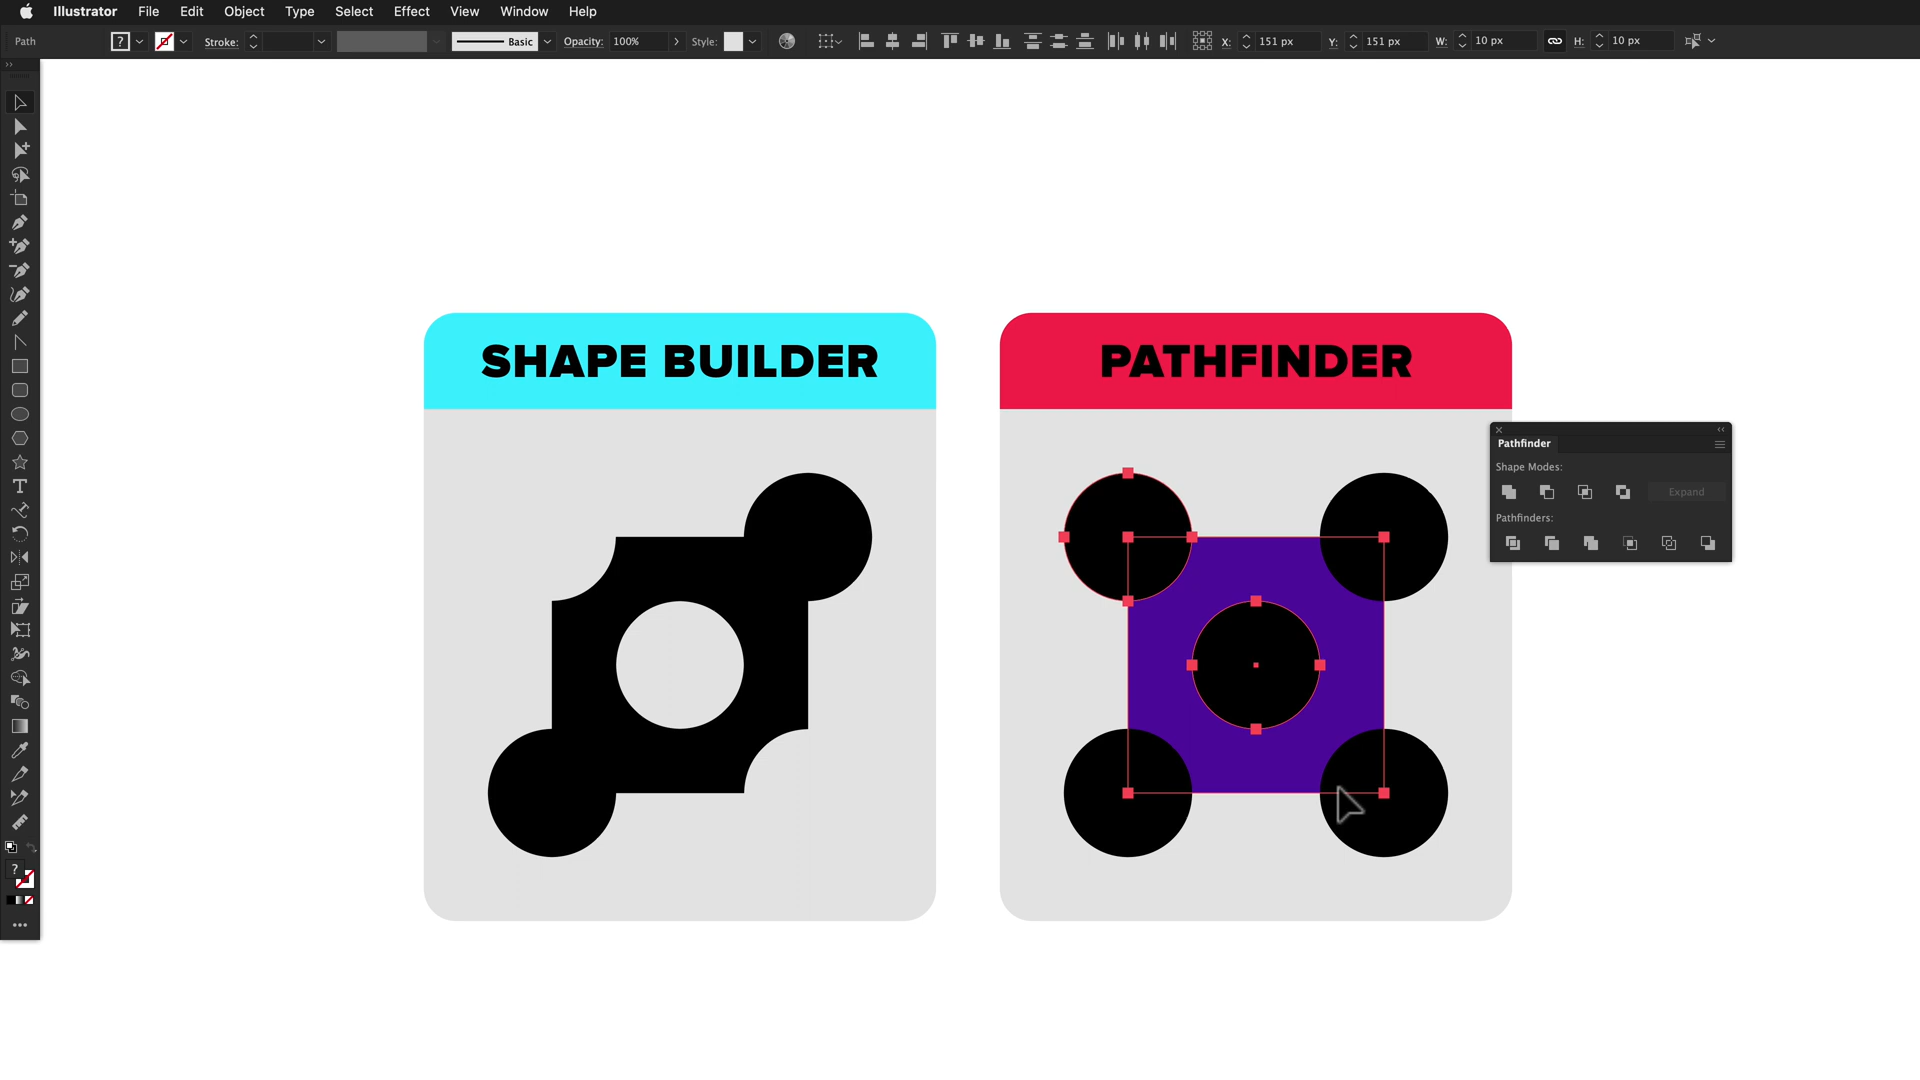 Illustrator File Edit Object Type Select Effect View Window Help
Path ? Stroke: Basic Opacity: 100% Style: X: 151 px Y: 151 px W: 10 px H: 10 px
SHAPE BUILDER
PATHFINDER
Pathfinder
Shape Modes:
Expand
Pathfinders:
?